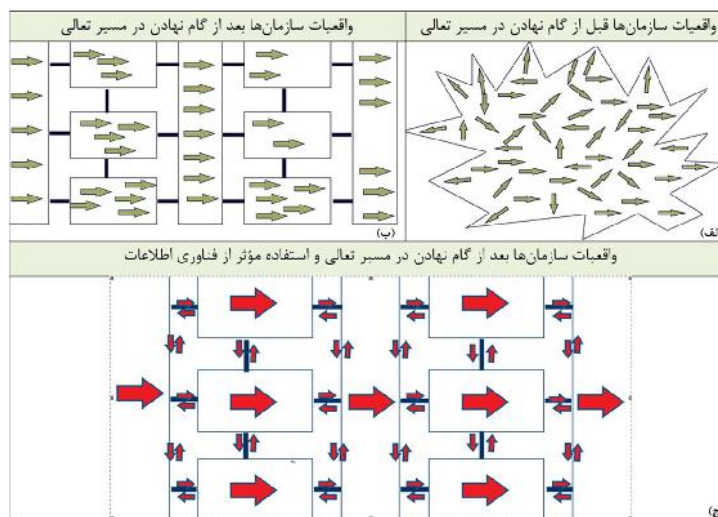 واقعیات سازمان‌ها قبل از گام نهادن در مسیر تعالی
واقعیات سازمان‌ها بعد از گام نهادن در مسیر تعالی
(الف)
(ب)
واقعیات سازمان‌ها بعد از گام نهادن در مسیر تعالی و استفاده مؤثر از فناوری اطلاعات
(ج)